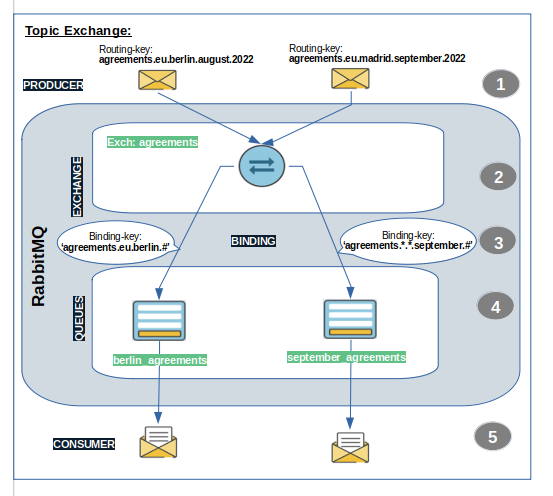 Topic Exchange:
Routing-key:
agreements.eu.berlin.august.2022
Routing-key:
agreements.eu.madrid.september.2022
PRODUCER
1
Exch: agreements
EXCHANGE
2
RabbitMQ
Binding-key:
'agreements.eu.berlin.#'
BINDING
Binding-key:
'agreements.*.*.september.#'
3
QUEUES
4
berlin_agreements
september_agreements
CONSUMER
5